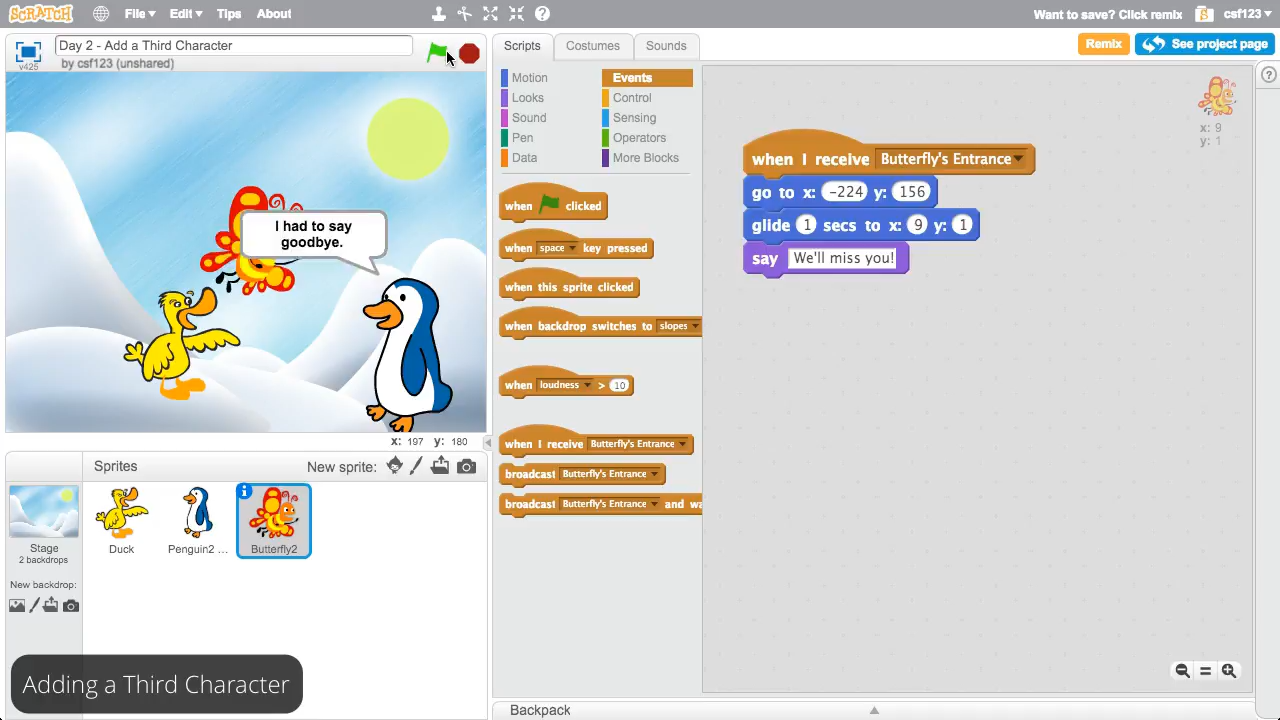 SCRATCH File Edit Tips About Want to save? Click remix csf123
v425 Day 2 - Add a Third Character
by csf123 (unshared)
Scripts Costumes Sounds
Remix See project page
Motion Events
Looks Control
Sound Sensing
Pen Operators
Data More Blocks
I had to say
goodbye.
when clicked
when space key pressed
when this sprite clicked
when backdrop switches to slopes
when loudness > 10
when I receive Butterfly's Entrance
broadcast Butterfly's Entrance
broadcast Butterfly's Entrance and wa
x: 9
y: 1
when I receive Butterfly's Entrance
go to x: -224 y: 156
glide 1 secs to x: 9 y: 1
say We'll miss you!
x: 197 y: 180
Sprites New sprite:
Stage
2 backdrops
New backdrop:
Duck
Penguin2 ...
Butterfly2
Adding a Third Character
Backpack